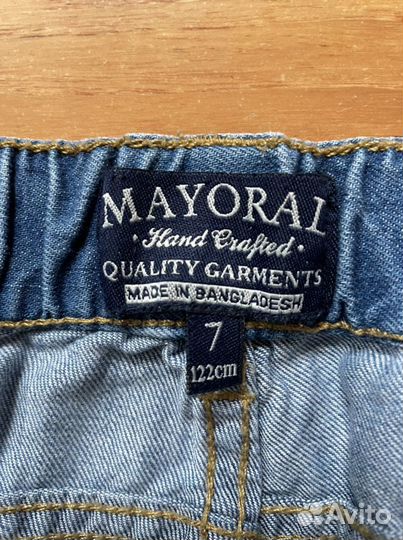 MAYORAL
· Hand Crafted ·
QUALITY GARMENTS
MADE IN BANGLADESH
7
122cm
Avito